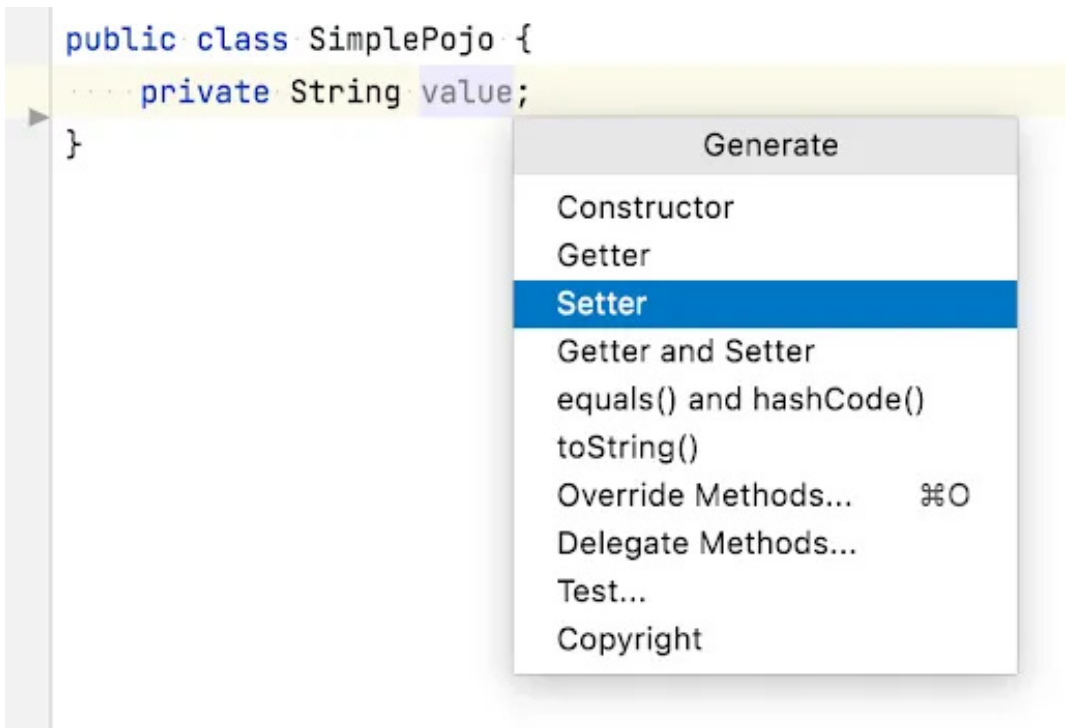 public class SimplePojo {
private String value;
}
Generate
Constructor
Getter
Setter
Getter and Setter
equals() and hashCode()
toString()
Override Methods... ⌘O
Delegate Methods...
Test...
Copyright